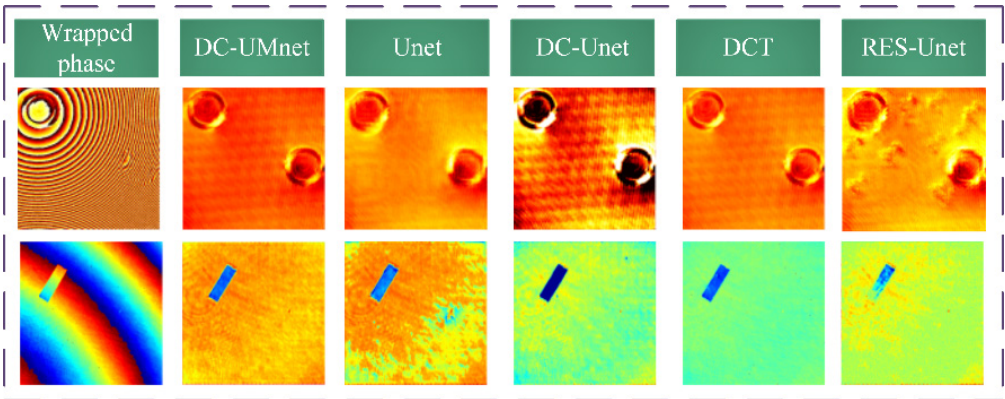 Wrapped
phase
DC-UMnet
Unet
DC-Unet
DCT
RES-Unet